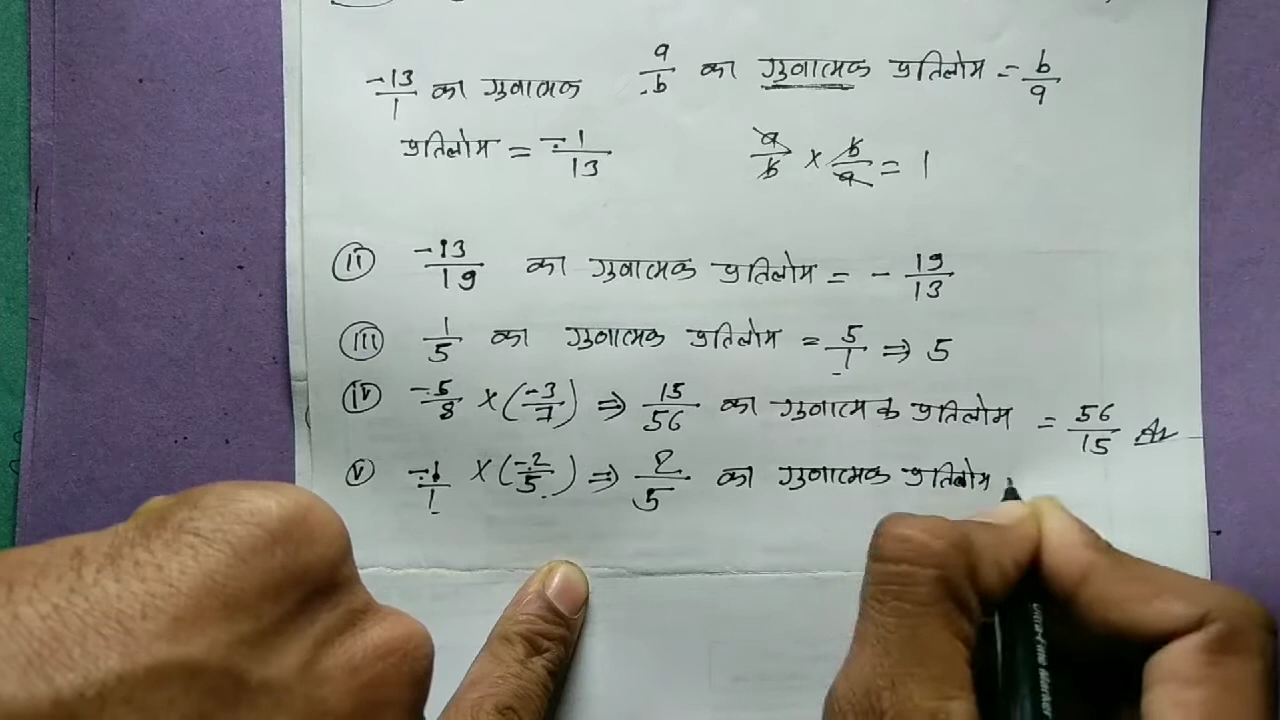 -13/1 का गुणात्मक
प्रतिलोम = -1/13
a/b का गुणात्मक प्रतिलोम = b/a
a/b × b/a = 1
(ii) -13/19 का गुणात्मक प्रतिलोम = - 19/13
(iii) 1/5 का गुणात्मक प्रतिलोम = 5/1 ⇒ 5
(iv) -5/8 × (-3/7) ⇒ 15/56 का गुणात्मक प्रतिलोम = 56/15 Ans
(v) -1/1 × (-2/5) ⇒ 2/5 का गुणात्मक प्रतिलोम